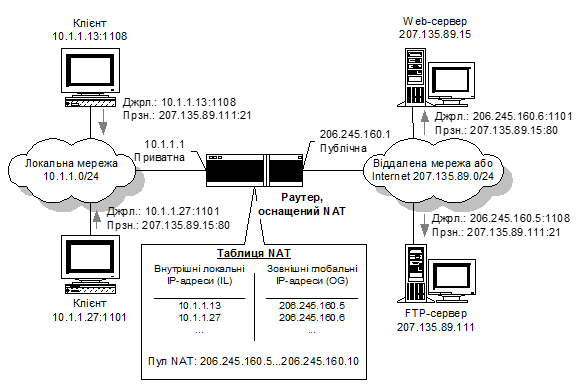 Клієнт
10.1.1.13:1108
Web-сервер
207.135.89.15
Джрл.: 10.1.1.13:1108
Прзн.: 207.135.89.111:21
Джрл.: 206.245.160.6:1101
Прзн.: 207.135.89.15:80
10.1.1.1
Приватна
206.245.160.1
Публічна
Локальна мережа
10.1.1.0/24
Віддалена мережа або
Internet 207.135.89.0/24
Раутер,
оснащений NAT
Джрл.: 10.1.1.27:1101
Прзн.: 207.135.89.15:80
Джрл.: 206.245.160.5:1108
Прзн.: 207.135.89.111:21
Клієнт
10.1.1.27:1101
FTP-сервер
207.135.89.111
Таблиця NAT
Внутрішні локальні
IP-адреси (IL)
Зовнішні глобальні
IP-адреси (OG)
10.1.1.13
206.245.160.5
10.1.1.27
206.245.160.6
...
...
Пул NAT: 206.245.160.5...206.245.160.10